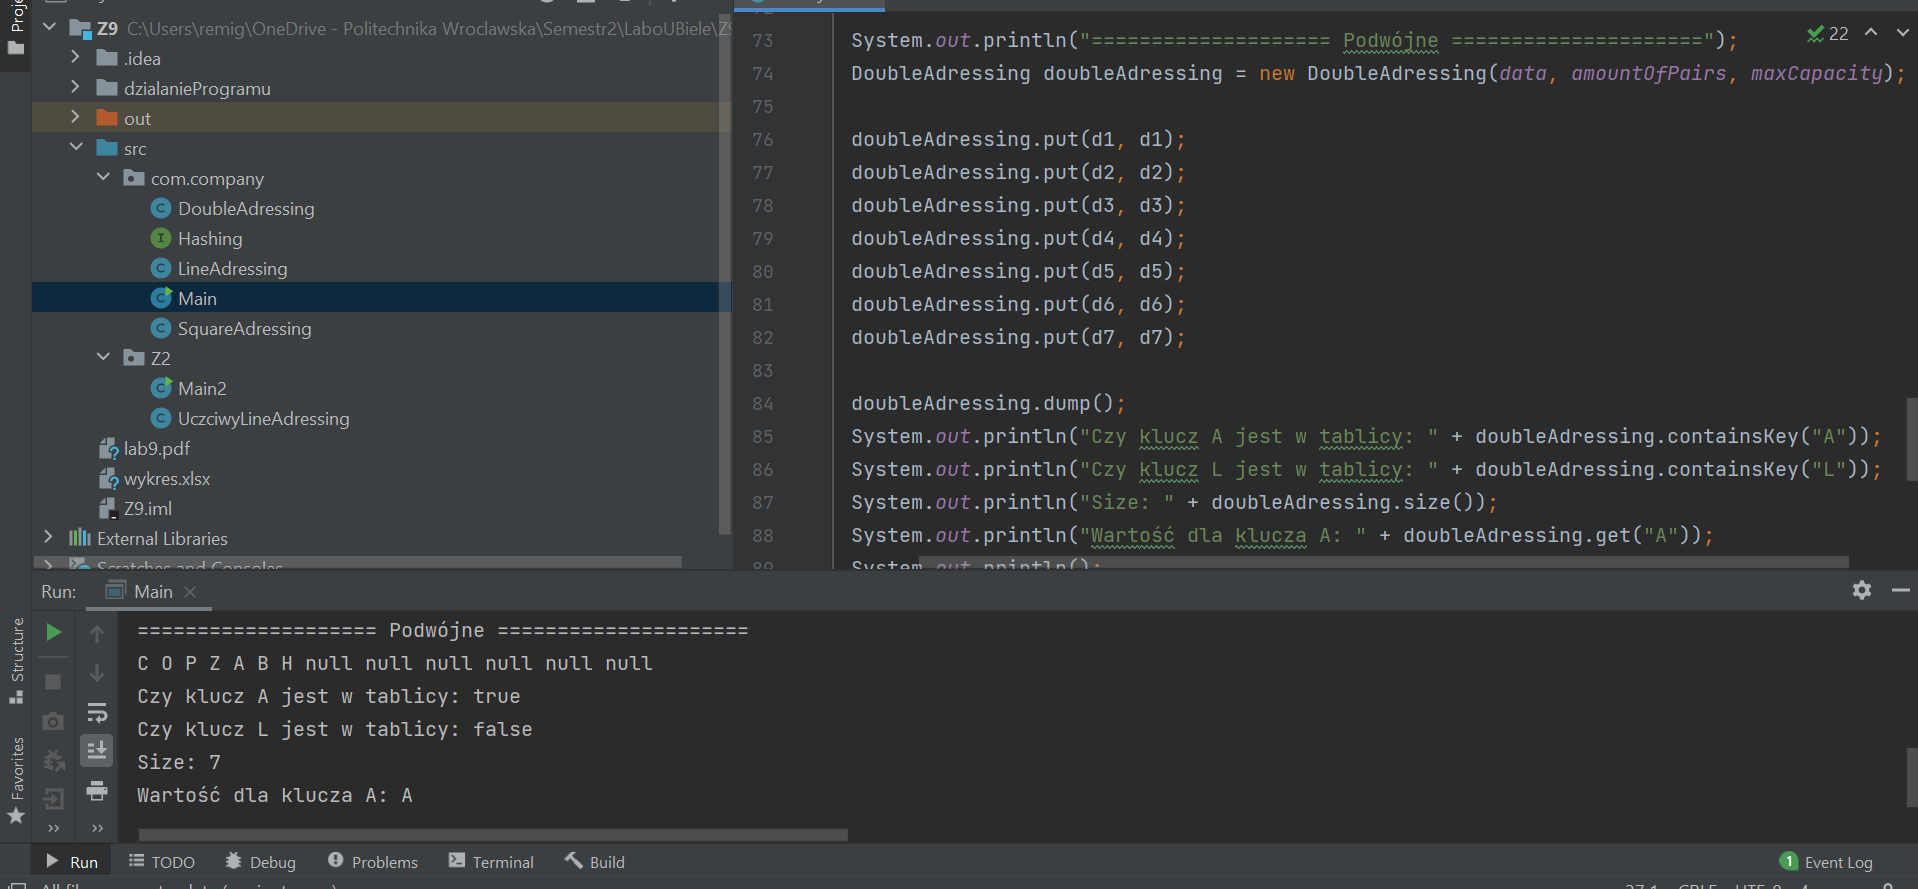 Z9 C:\Users\remig\OneDrive - Politechnika Wroclawska\Semestr2\LaboUBiele\Z9
.idea
dzialanieProgramu
out
src
com.company
DoubleAdressing
Hashing
LineAdressing
Main
SquareAdressing
Z2
Main2
UczciwyLineAdressing
lab9.pdf
wykres.xlsx
Z9.iml
External Libraries
Scratches and Consoles
73 System.out.println("==================== Podwójne =====================");
22
74 DoubleAdressing doubleAdressing = new DoubleAdressing(data, amountOfPairs, maxCapacity);
75
76 doubleAdressing.put(d1, d1);
77 doubleAdressing.put(d2, d2);
78 doubleAdressing.put(d3, d3);
79 doubleAdressing.put(d4, d4);
80 doubleAdressing.put(d5, d5);
81 doubleAdressing.put(d6, d6);
82 doubleAdressing.put(d7, d7);
83
84 doubleAdressing.dump();
85 System.out.println("Czy klucz A jest w tablicy: " + doubleAdressing.containsKey("A"));
86 System.out.println("Czy klucz L jest w tablicy: " + doubleAdressing.containsKey("L"));
87 System.out.println("Size: " + doubleAdressing.size());
88 System.out.println("Wartość dla klucza A: " + doubleAdressing.get("A"));
89 System.out.println();
Run: Main
==================== Podwójne =====================
C O P Z A B H null null null null null null
Czy klucz A jest w tablicy: true
Czy klucz L jest w tablicy: false
Size: 7
Wartość dla klucza A: A
Structure
Favorites
Run TODO Debug Problems Terminal Build
1 Event Log